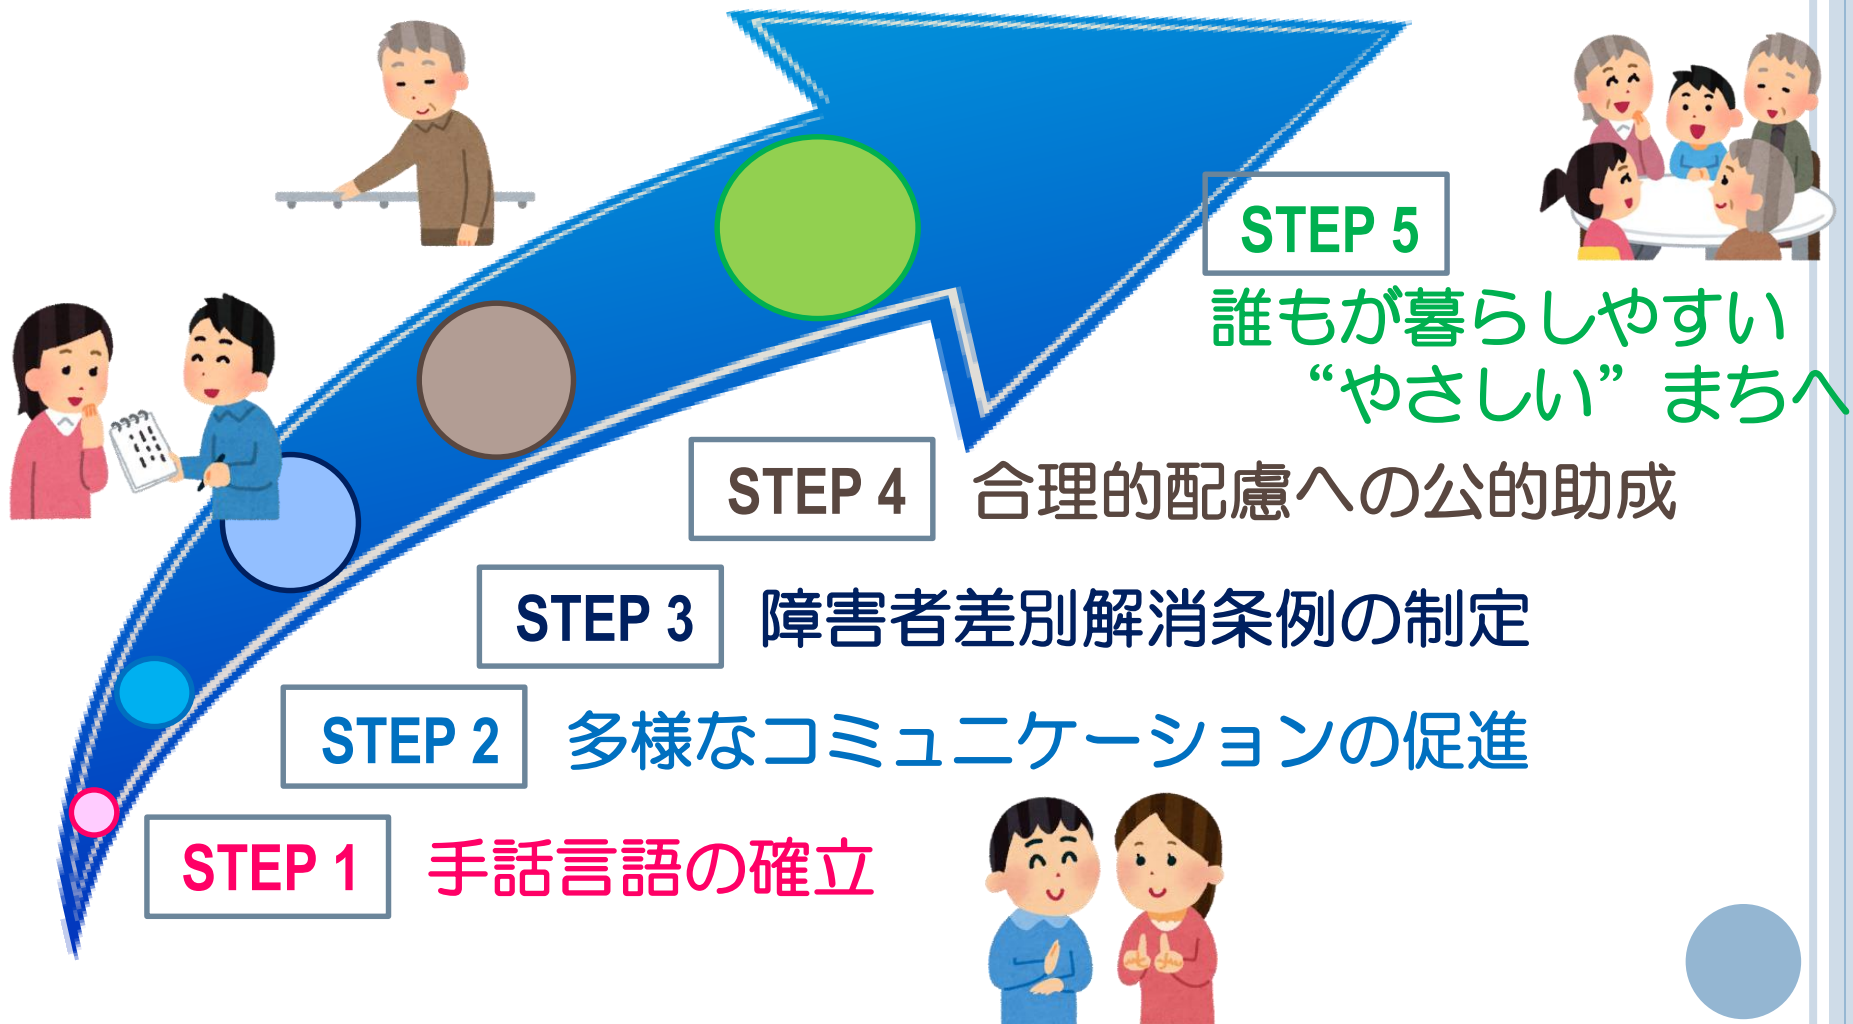 STEP 5
誰もが暮らしやすい
“やさしい”まちへ
STEP 4 合理的配慮への公的助成
STEP 3 障害者差別解消条例の制定
STEP 2 多様なコミュニケーションの促進
STEP 1 手話言語の確立